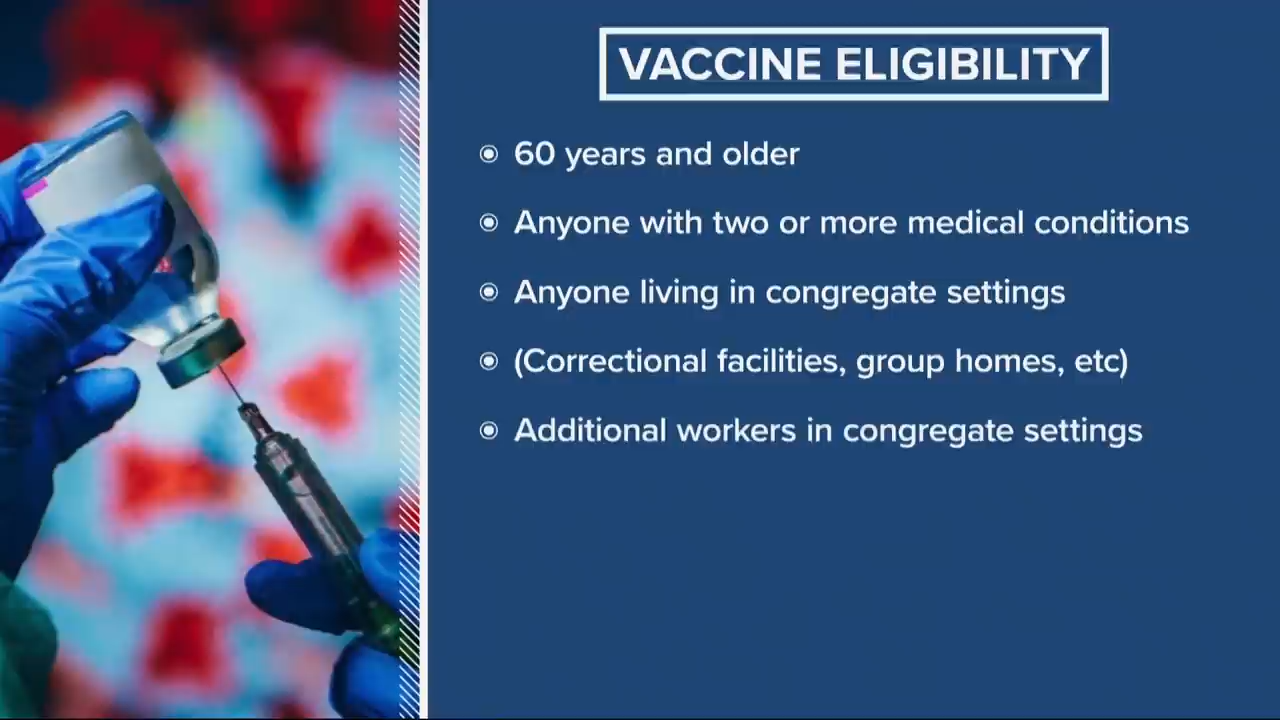 VACCINE ELIGIBILITY
60 years and older
Anyone with two or more medical conditions
Anyone living in congregate settings
(Correctional facilities, group homes, etc)
Additional workers in congregate settings